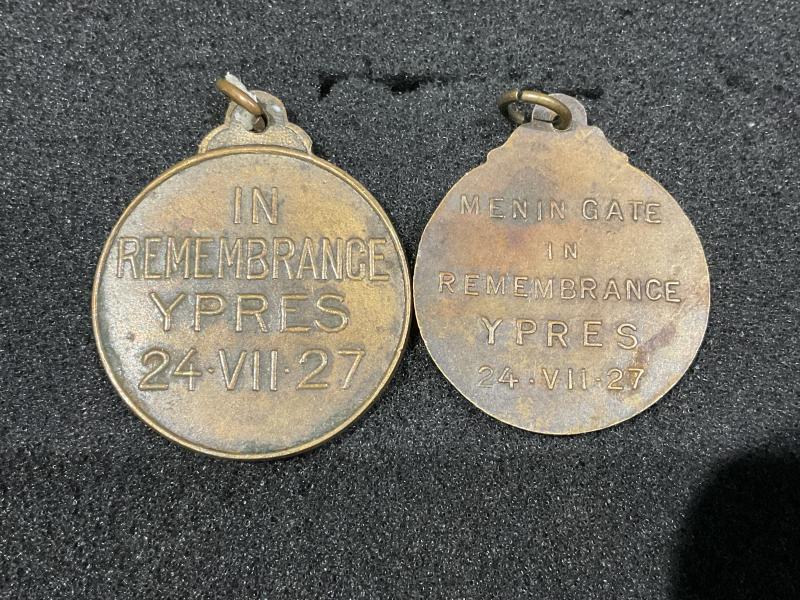 IN
REMEMBRANCE
YPRES
24·VII·27
MENIN GATE
IN
REMEMBRANCE
YPRES
24·VII·27